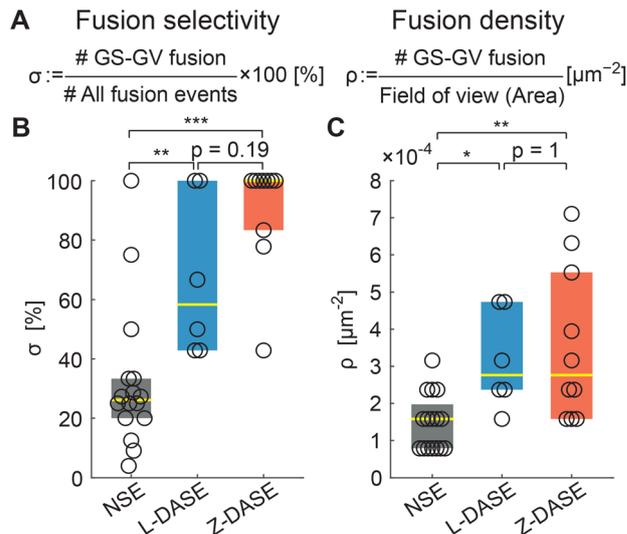 A Fusion selectivity Fusion density
σ := # GS-GV fusion / # All fusion events ×100 [%] ρ := # GS-GV fusion / Field of view (Area) [μm⁻²]
B
***
** p = 0.19
100
80
60
40
20
0
σ [%]
NSE L-DASE Z-DASE
C
**
* p = 1
×10⁻⁴
8
7
6
5
4
3
2
1
0
ρ [μm⁻²]
NSE L-DASE Z-DASE